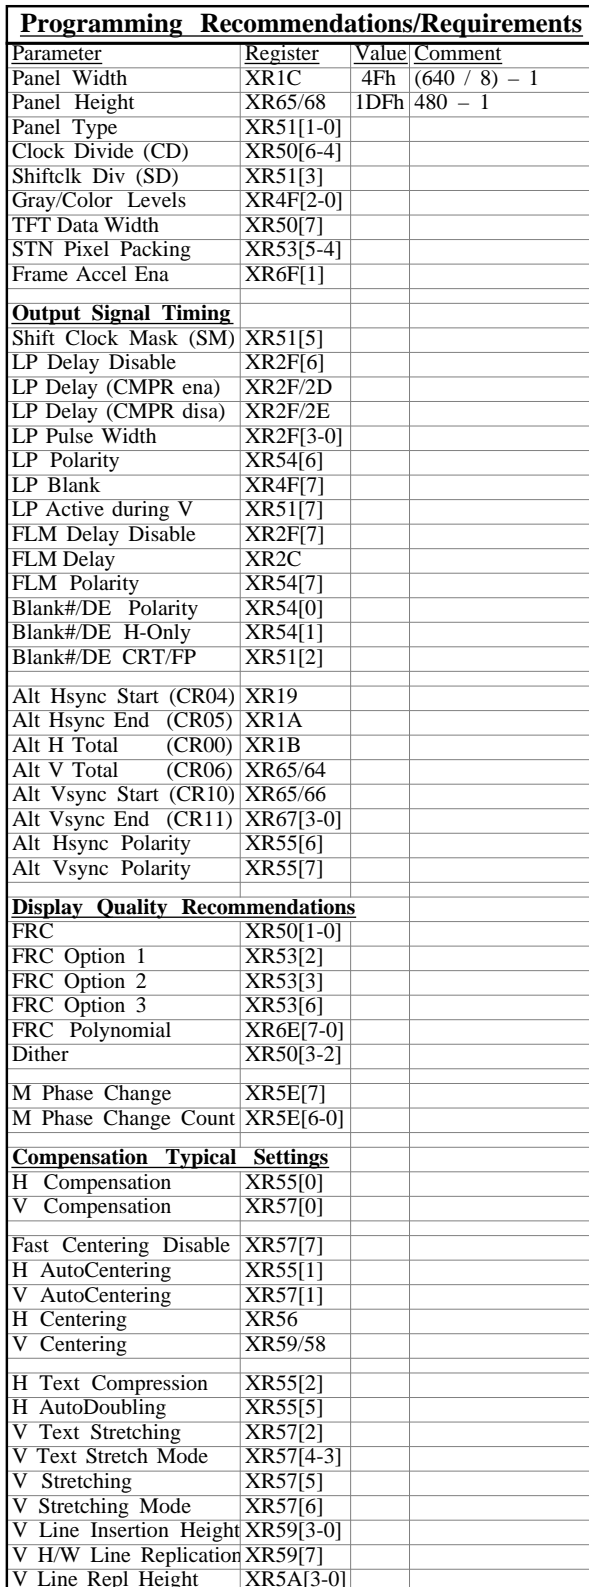 Programming Recommendations/Requirements
Parameter Register Value Comment
Panel Width XR1C 4Fh (640 / 8) – 1
Panel Height XR65/68 1DFh 480 – 1
Panel Type XR51[1-0]
Clock Divide (CD) XR50[6-4]
Shiftclk Div (SD) XR51[3]
Gray/Color Levels XR4F[2-0]
TFT Data Width XR50[7]
STN Pixel Packing XR53[5-4]
Frame Accel Ena XR6F[1]
Output Signal Timing
Shift Clock Mask (SM) XR51[5]
LP Delay Disable XR2F[6]
LP Delay (CMPR ena) XR2F/2D
LP Delay (CMPR disa) XR2F/2E
LP Pulse Width XR2F[3-0]
LP Polarity XR54[6]
LP Blank XR4F[7]
LP Active during V XR51[7]
FLM Delay Disable XR2F[7]
FLM Delay XR2C
FLM Polarity XR54[7]
Blank#/DE Polarity XR54[0]
Blank#/DE H-Only XR54[1]
Blank#/DE CRT/FP XR51[2]
Alt Hsync Start (CR04) XR19
Alt Hsync End (CR05) XR1A
Alt H Total (CR00) XR1B
Alt V Total (CR06) XR65/64
Alt Vsync Start (CR10) XR65/66
Alt Vsync End (CR11) XR67[3-0]
Alt Hsync Polarity XR55[6]
Alt Vsync Polarity XR55[7]
Display Quality Recommendations
FRC XR50[1-0]
FRC Option 1 XR53[2]
FRC Option 2 XR53[3]
FRC Option 3 XR53[6]
FRC Polynomial XR6E[7-0]
Dither XR50[3-2]
M Phase Change XR5E[7]
M Phase Change Count XR5E[6-0]
Compensation Typical Settings
H Compensation XR55[0]
V Compensation XR57[0]
Fast Centering Disable XR57[7]
H AutoCentering XR55[1]
V AutoCentering XR57[1]
H Centering XR56
V Centering XR59/58
H Text Compression XR55[2]
H AutoDoubling XR55[5]
V Text Stretching XR57[2]
V Text Stretch Mode XR57[4-3]
V Stretching XR57[5]
V Stretching Mode XR57[6]
V Line Insertion Height XR59[3-0]
V H/W Line Replication XR59[7]
V Line Repl Height XR5A[3-0]